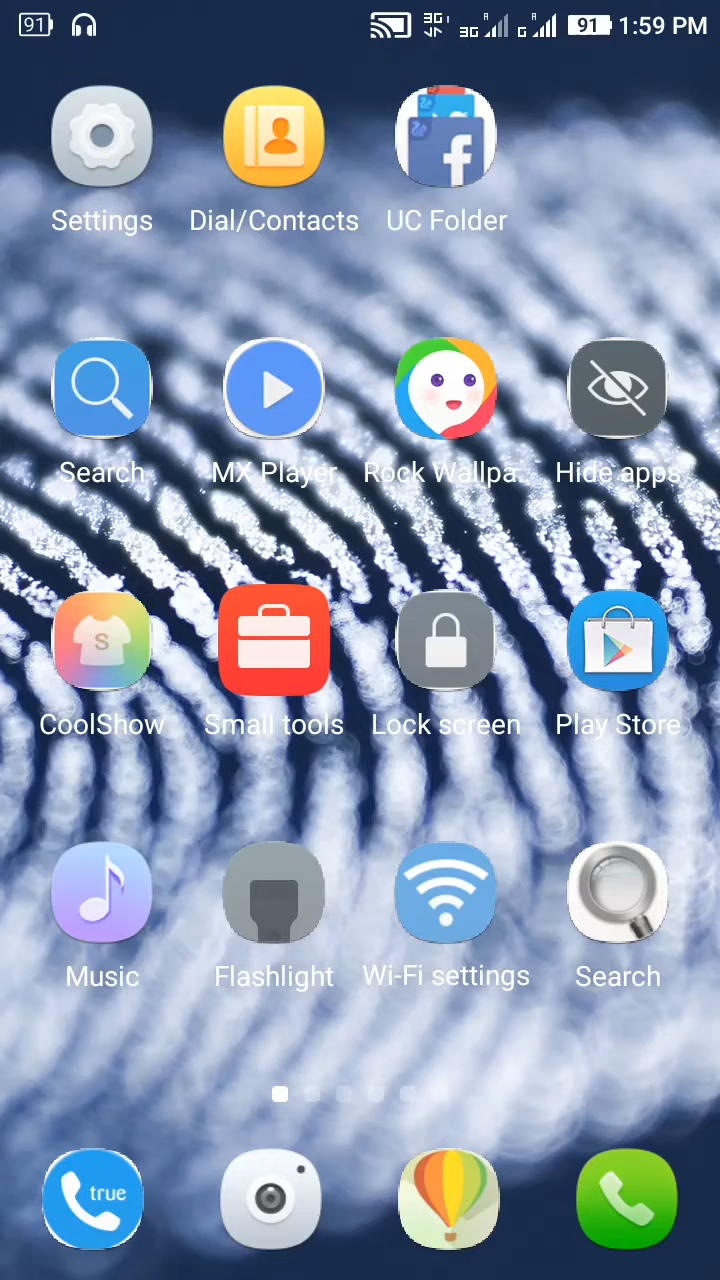 91 3G 3G R G R 91 1:59 PM
Settings Dial/Contacts UC Folder
Search MX Player Rock Wallpa.. Hide apps
S
CoolShow Small tools Lock screen Play Store
Music Flashlight Wi-Fi settings Search
true